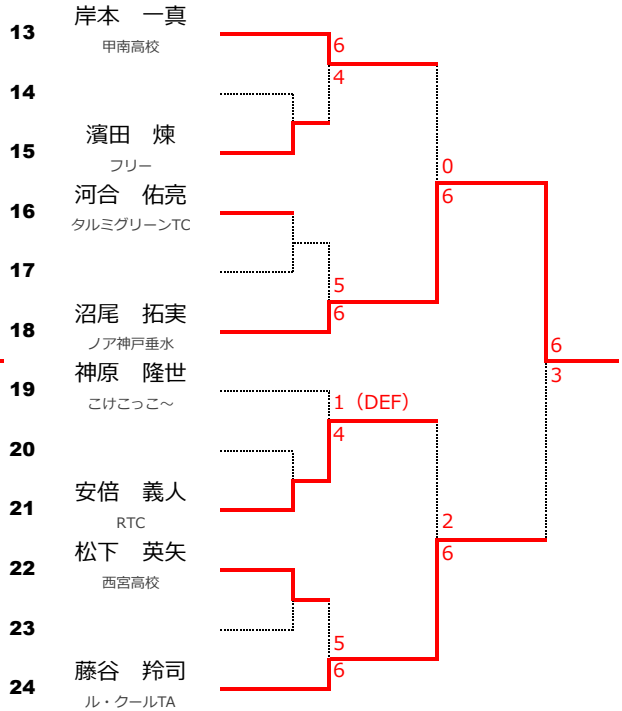 13 岸本　一真
甲南高校
6
4
14
15 濱田　煉
フリー
0
6
16 河合　佑亮
タルミグリーンTC
17
5
6
18 沼尾　拓実
ノア神戸垂水
6
3
19 神原　隆世
こけこっこ～
1（DEF）
4
20
21 安倍　義人
RTC
2
6
22 松下　英矢
西宮高校
23
5
6
24 藤谷　羚司
ル・クールTA